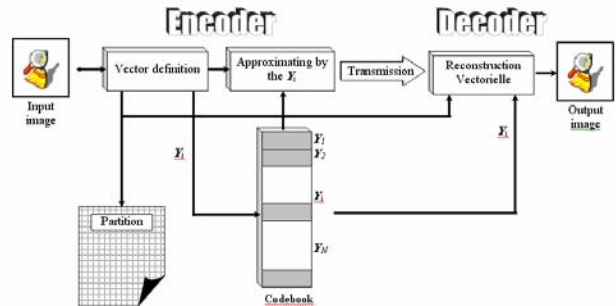 Encoder
Decoder
Vector definition
Approximating by
the Yi
Transmission
Reconstruction
Vectorielle
Input
image
Output
image
Y1
Y2
Yi
Yi
Yi
Partition
YN
Codebook